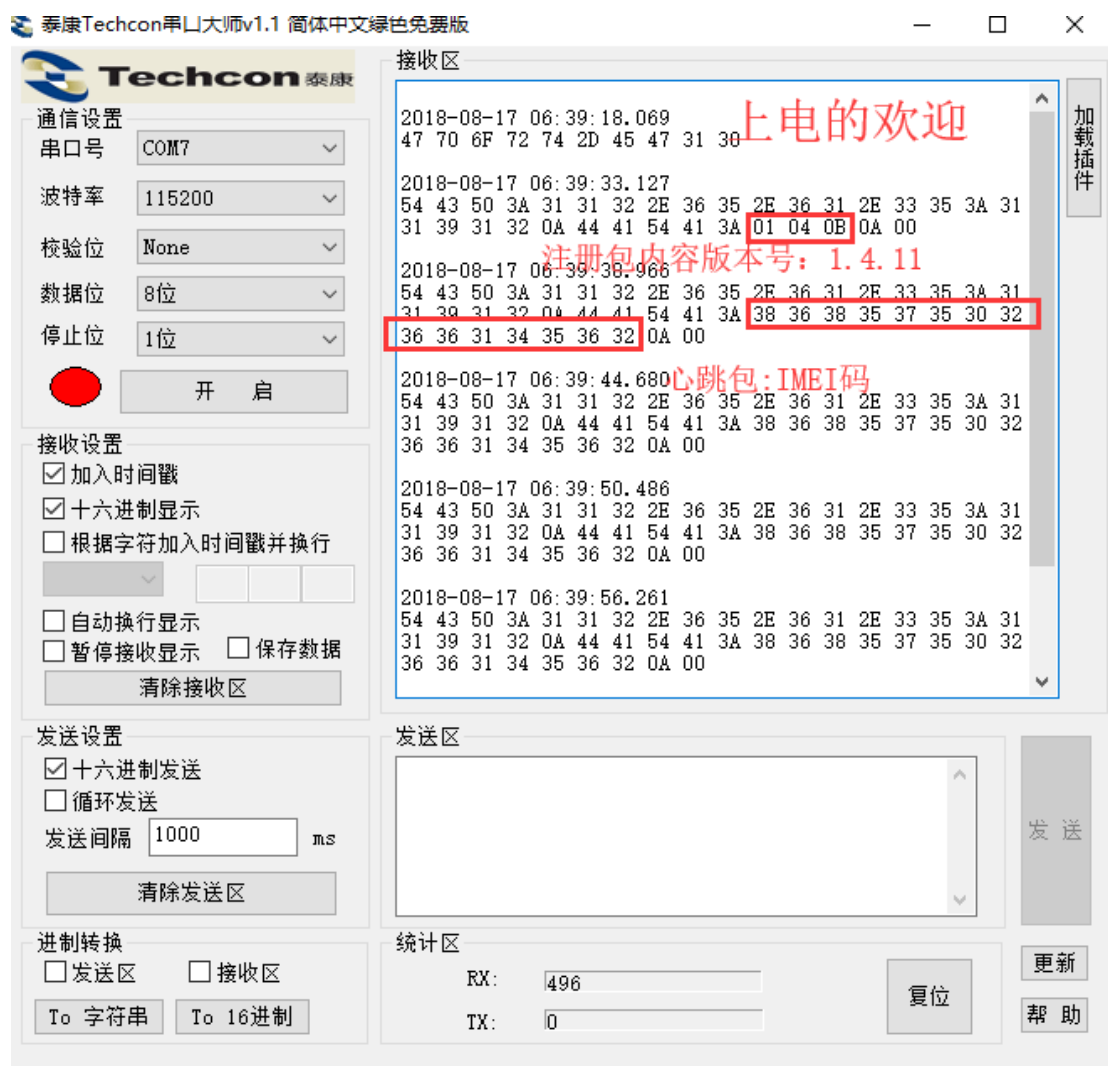 泰康Techcon串口大师v1.1 简体中文绿色免费版
Techcon 泰康
通信设置
串口号 COM7
波特率 115200
校验位 None
数据位 8位
停止位 1位
开 启
接收设置
加入时间戳
十六进制显示
根据字符加入时间戳并换行
自动换行显示
暂停接收显示 保存数据
清除接收区
发送设置
十六进制发送
循环发送
发送间隔 1000 ms
清除发送区
进制转换
发送区 接收区
To 字符串 To 16进制
接收区
2018-08-17 06:39:18.069
47 70 6F 72 74 2D 45 47 31 30
上电的欢迎
2018-08-17 06:39:33.127
54 43 50 3A 31 31 32 2E 36 35 2E 36 31 2E 33 35 3A 31
31 39 31 32 0A 44 41 54 41 3A 01 04 0B 0A 00
注册包内容版本号：1.4.11
2018-08-17 06:39:38.966
54 43 50 3A 31 31 32 2E 36 35 2E 36 31 2E 33 35 3A 31
31 39 31 32 0A 44 41 54 41 3A 38 36 38 35 37 35 30 32
36 36 31 34 35 36 32 0A 00
心跳包:IMEI码
2018-08-17 06:39:44.680
54 43 50 3A 31 31 32 2E 36 35 2E 36 31 2E 33 35 3A 31
31 39 31 32 0A 44 41 54 41 3A 38 36 38 35 37 35 30 32
36 36 31 34 35 36 32 0A 00
2018-08-17 06:39:50.486
54 43 50 3A 31 31 32 2E 36 35 2E 36 31 2E 33 35 3A 31
31 39 31 32 0A 44 41 54 41 3A 38 36 38 35 37 35 30 32
36 36 31 34 35 36 32 0A 00
2018-08-17 06:39:56.261
54 43 50 3A 31 31 32 2E 36 35 2E 36 31 2E 33 35 3A 31
31 39 31 32 0A 44 41 54 41 3A 38 36 38 35 37 35 30 32
36 36 31 34 35 36 32 0A 00
加载插件
发送区
发 送
统计区
RX: 496
TX: 0
复位
更新
帮 助